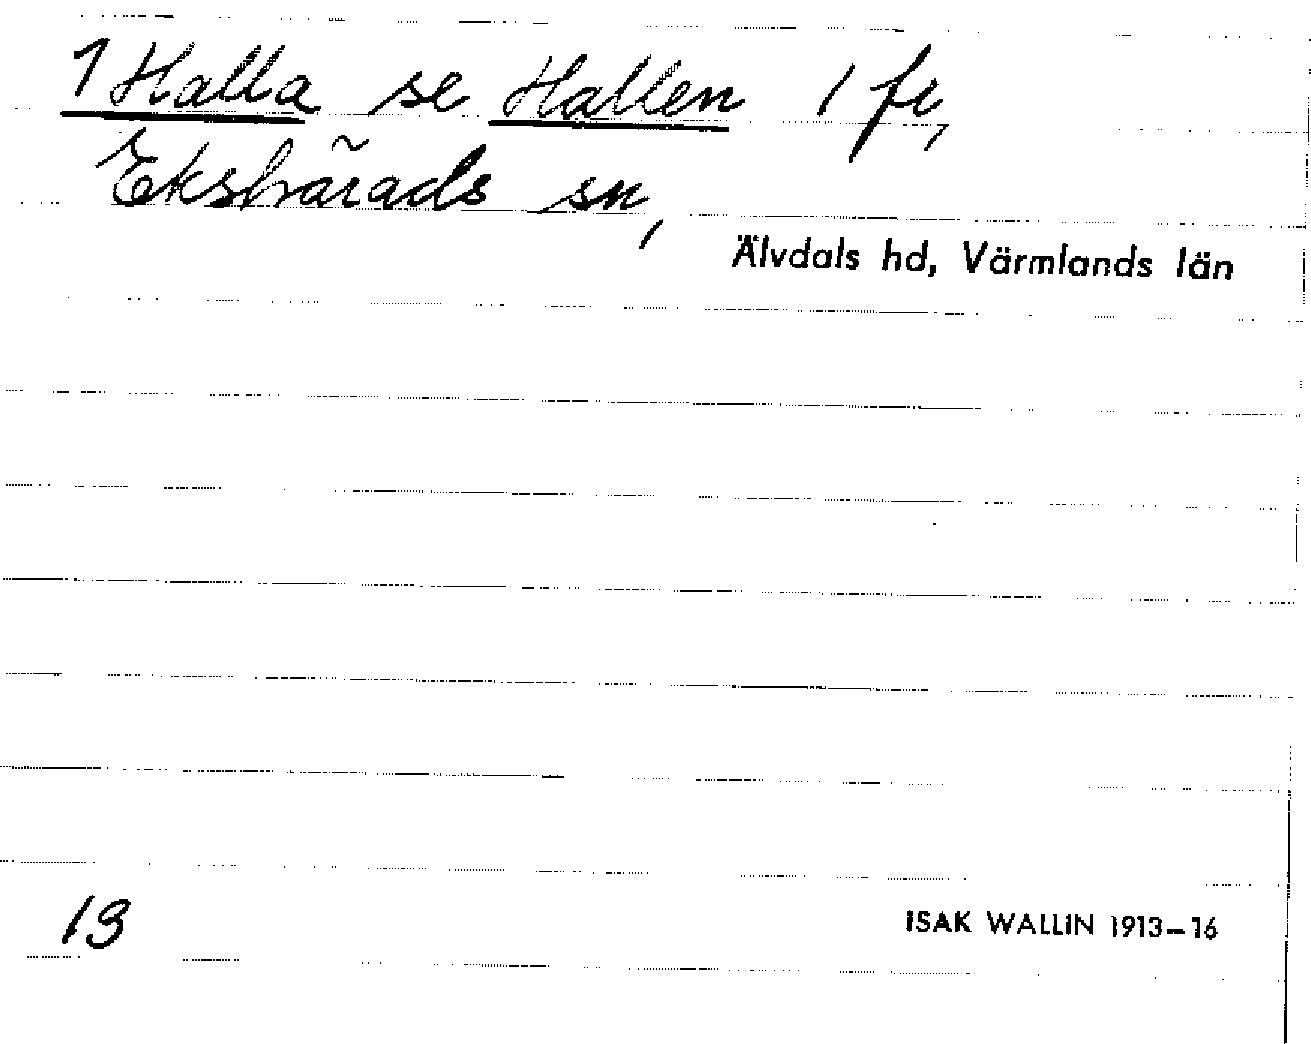 1 Halla se Hallen 1 fr,
Ekshärads sn,
Älvdals hd, Värmlands län
13
ISAK WALLIN 1913–16